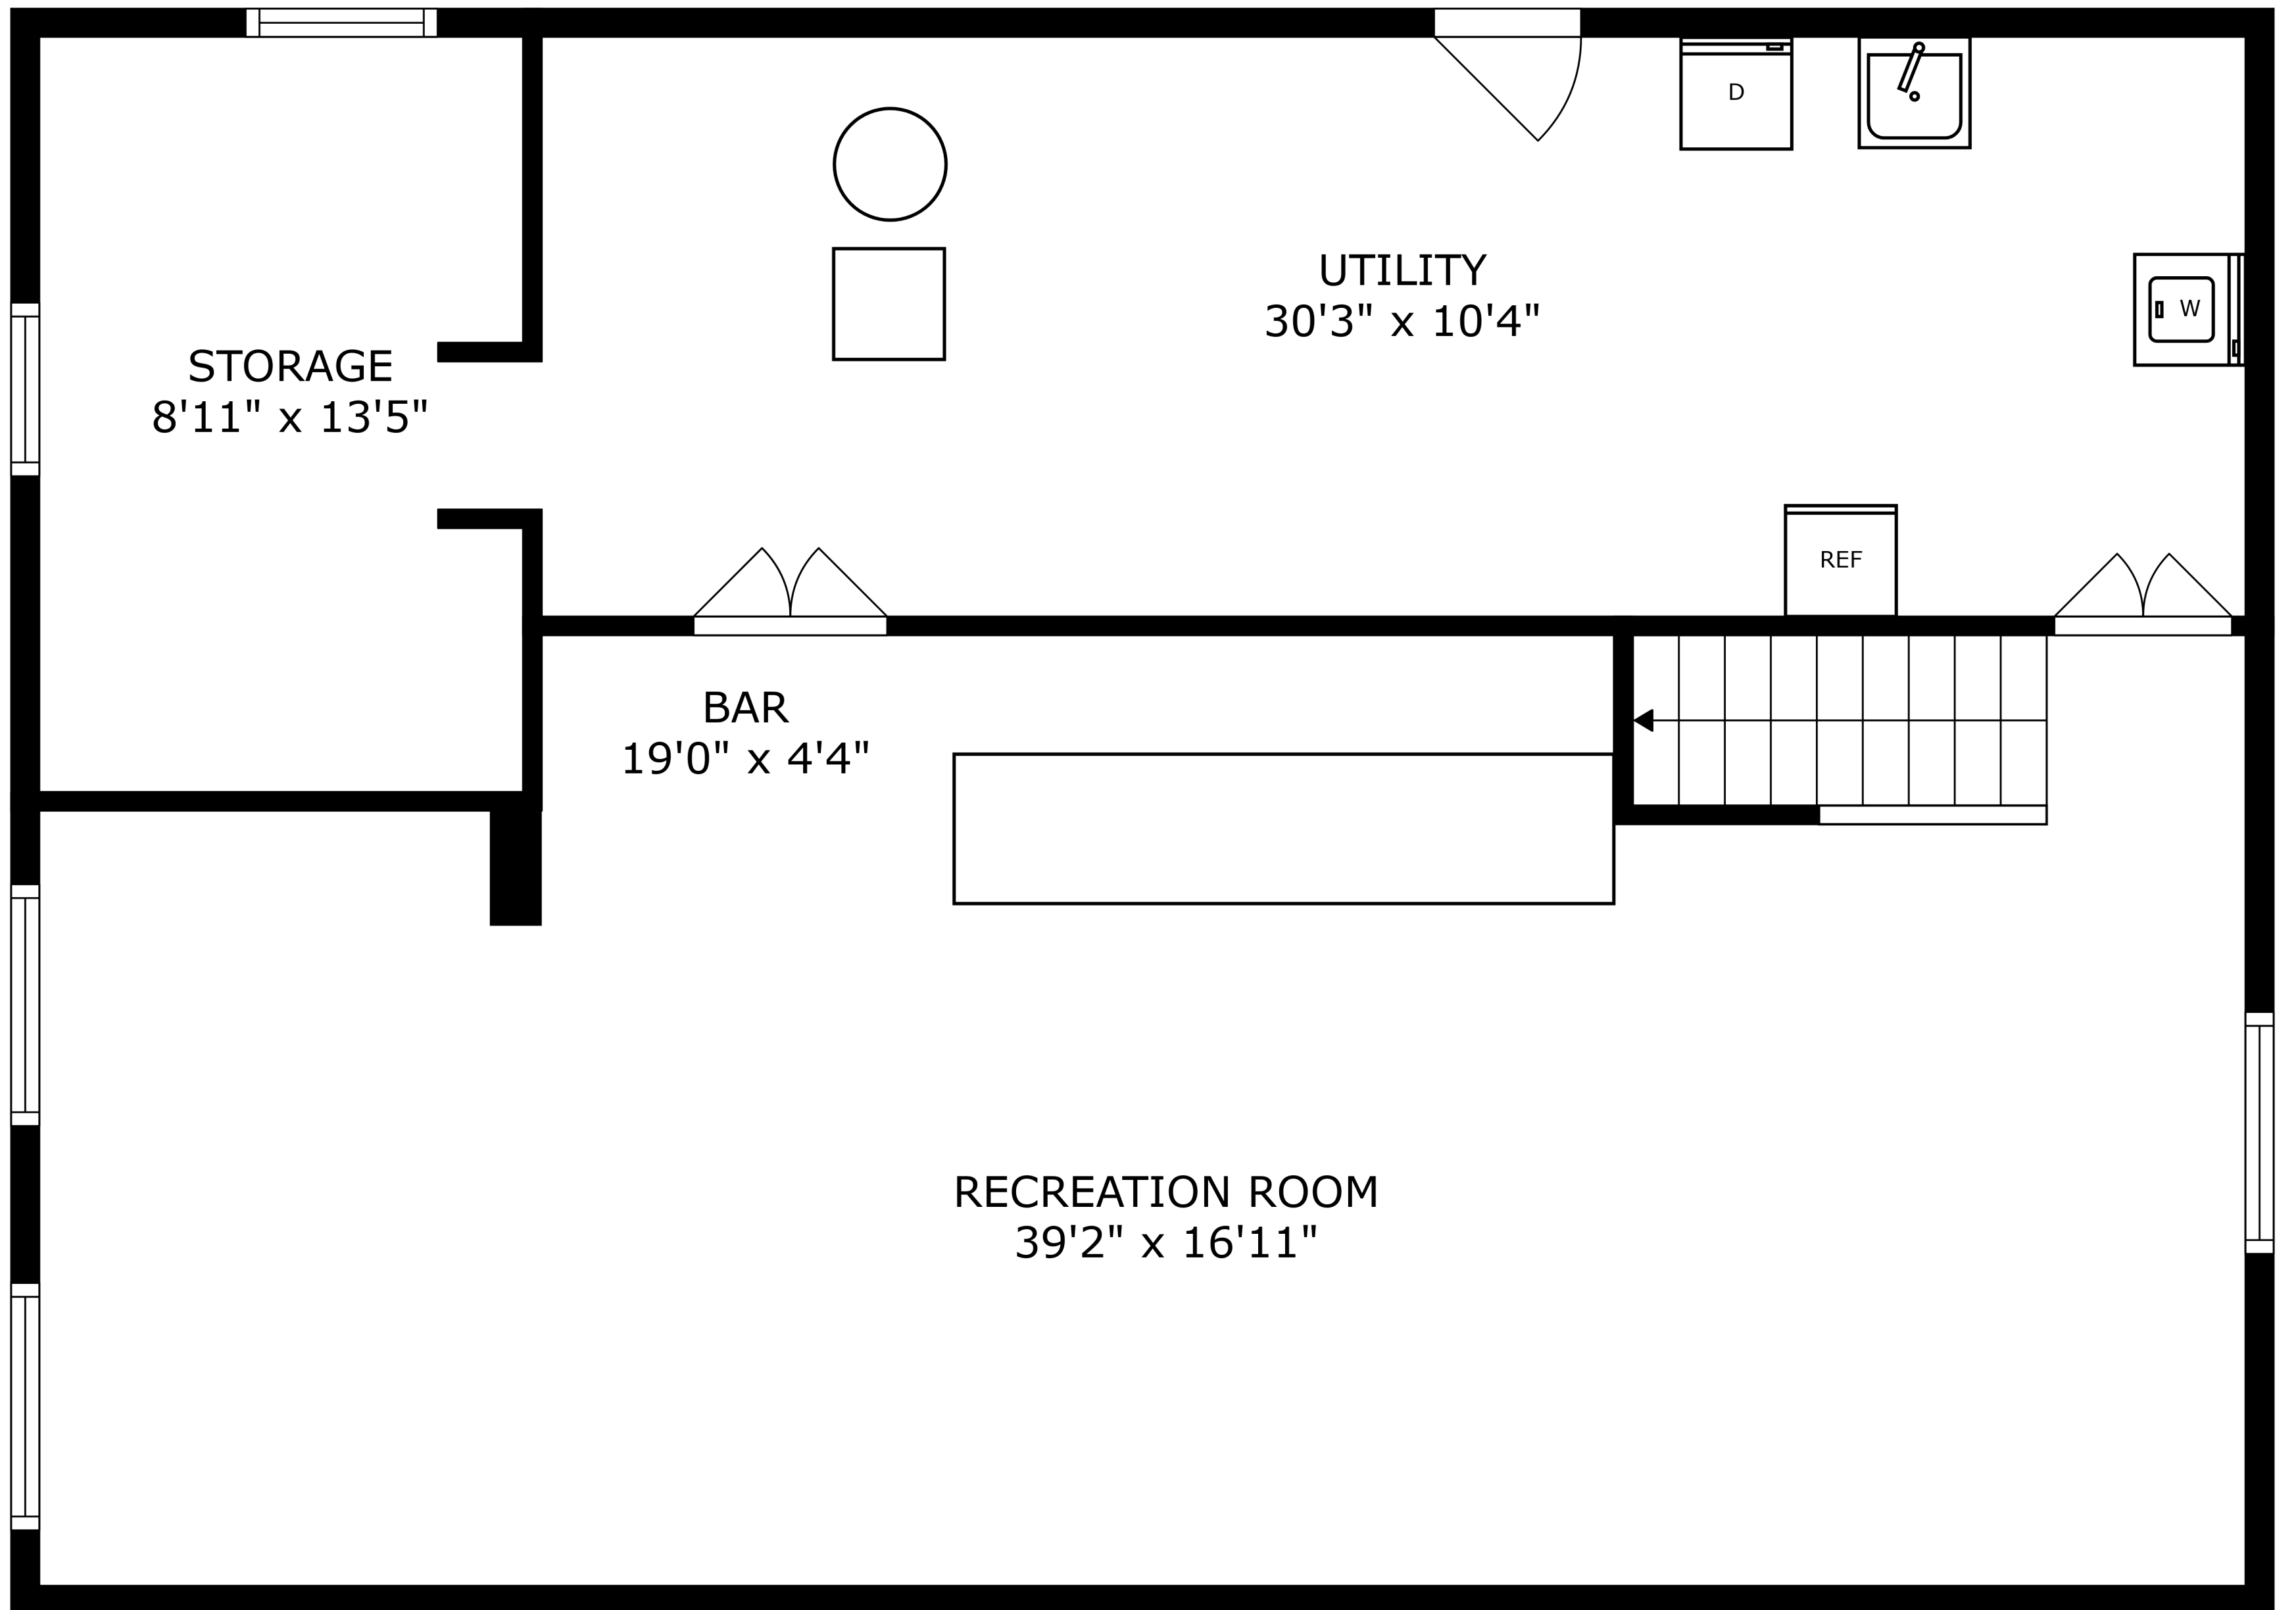 D
UTILITY
30'3" x 10'4"
W
STORAGE
8'11" x 13'5"
REF
BAR
19'0" x 4'4"
RECREATION ROOM
39'2" x 16'11"